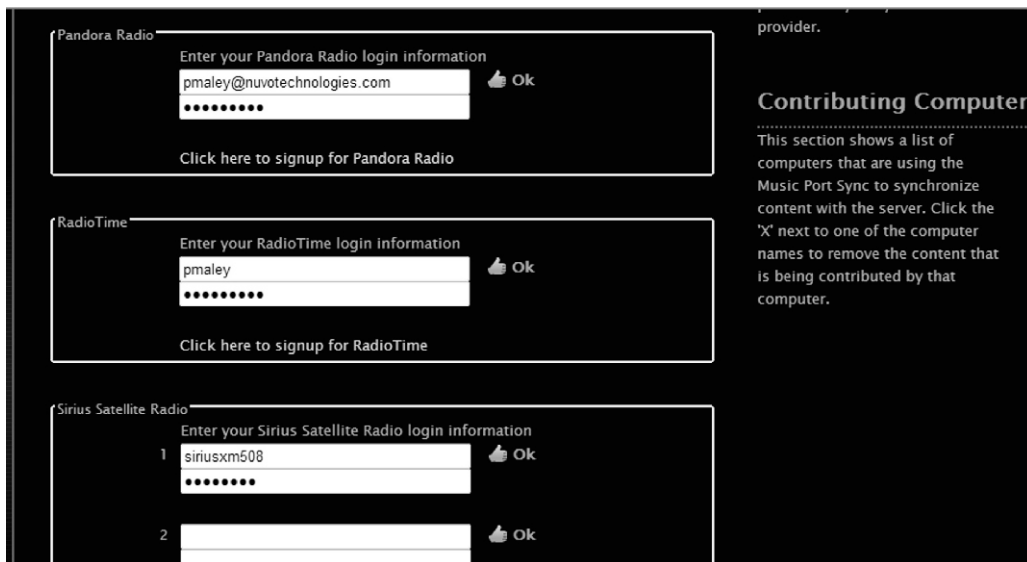 Pandora Radio
Enter your Pandora Radio login information
pmaley@nuvotechnologies.com
Ok
•••••••••
Click here to signup for Pandora Radio
RadioTime
Enter your RadioTime login information
pmaley
Ok
•••••••••
Click here to signup for RadioTime
Sirius Satellite Radio
Enter your Sirius Satellite Radio login information
1
siriusxm508
Ok
••••••••
2
Ok
provider.
Contributing Computer
This section shows a list of
computers that are using the
Music Port Sync to synchronize
content with the server. Click the
'X' next to one of the computer
names to remove the content that
is being contributed by that
computer.